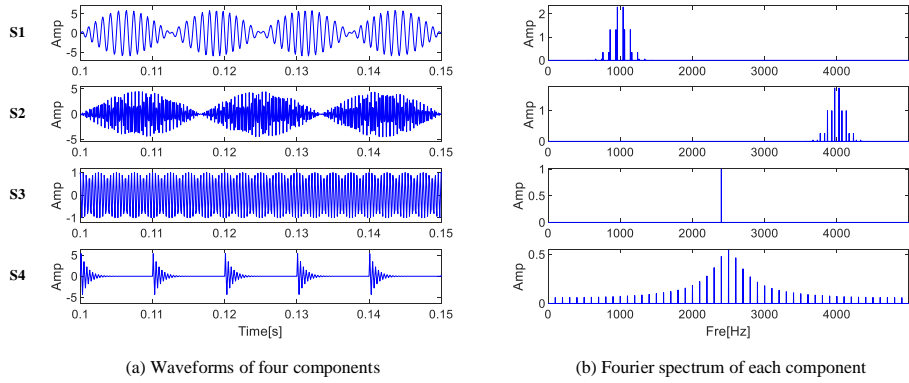 S1
Amp
5
0
-5
0.1 0.11 0.12 0.13 0.14 0.15
Amp
2
1
0
0 1000 2000 3000 4000
S2
Amp
5
0
-5
0.1 0.11 0.12 0.13 0.14 0.15
Amp
1
0
0 1000 2000 3000 4000
S3
Amp
1
0
-1
0.1 0.11 0.12 0.13 0.14 0.15
Amp
1
0.5
0
0 1000 2000 3000 4000
S4
Amp
5
0
-5
0.1 0.11 0.12 0.13 0.14 0.15
Time[s]
Amp
0.5
0
0 1000 2000 3000 4000
Fre[Hz]
(a) Waveforms of four components
(b) Fourier spectrum of each component